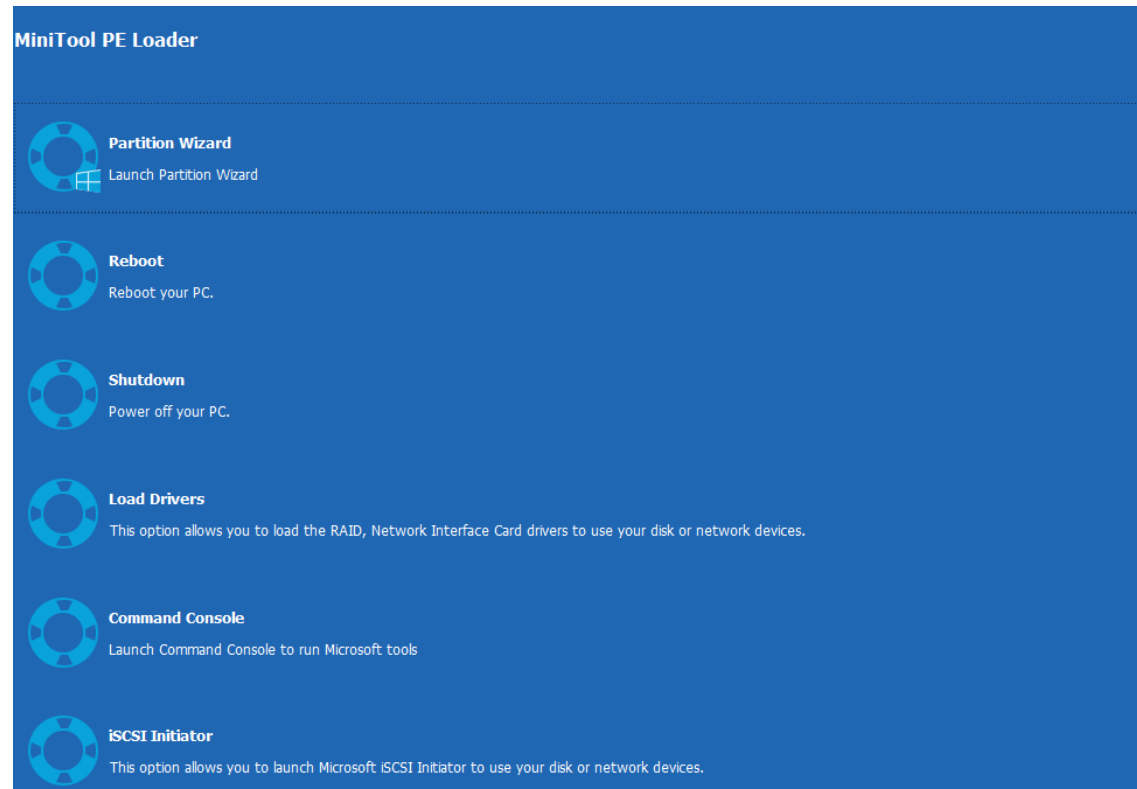 MiniTool PE Loader
Partition Wizard
Launch Partition Wizard
Reboot
Reboot your PC.
Shutdown
Power off your PC.
Load Drivers
This option allows you to load the RAID, Network Interface Card drivers to use your disk or network devices.
Command Console
Launch Command Console to run Microsoft tools
iSCSI Initiator
This option allows you to launch Microsoft iSCSI Initiator to use your disk or network devices.